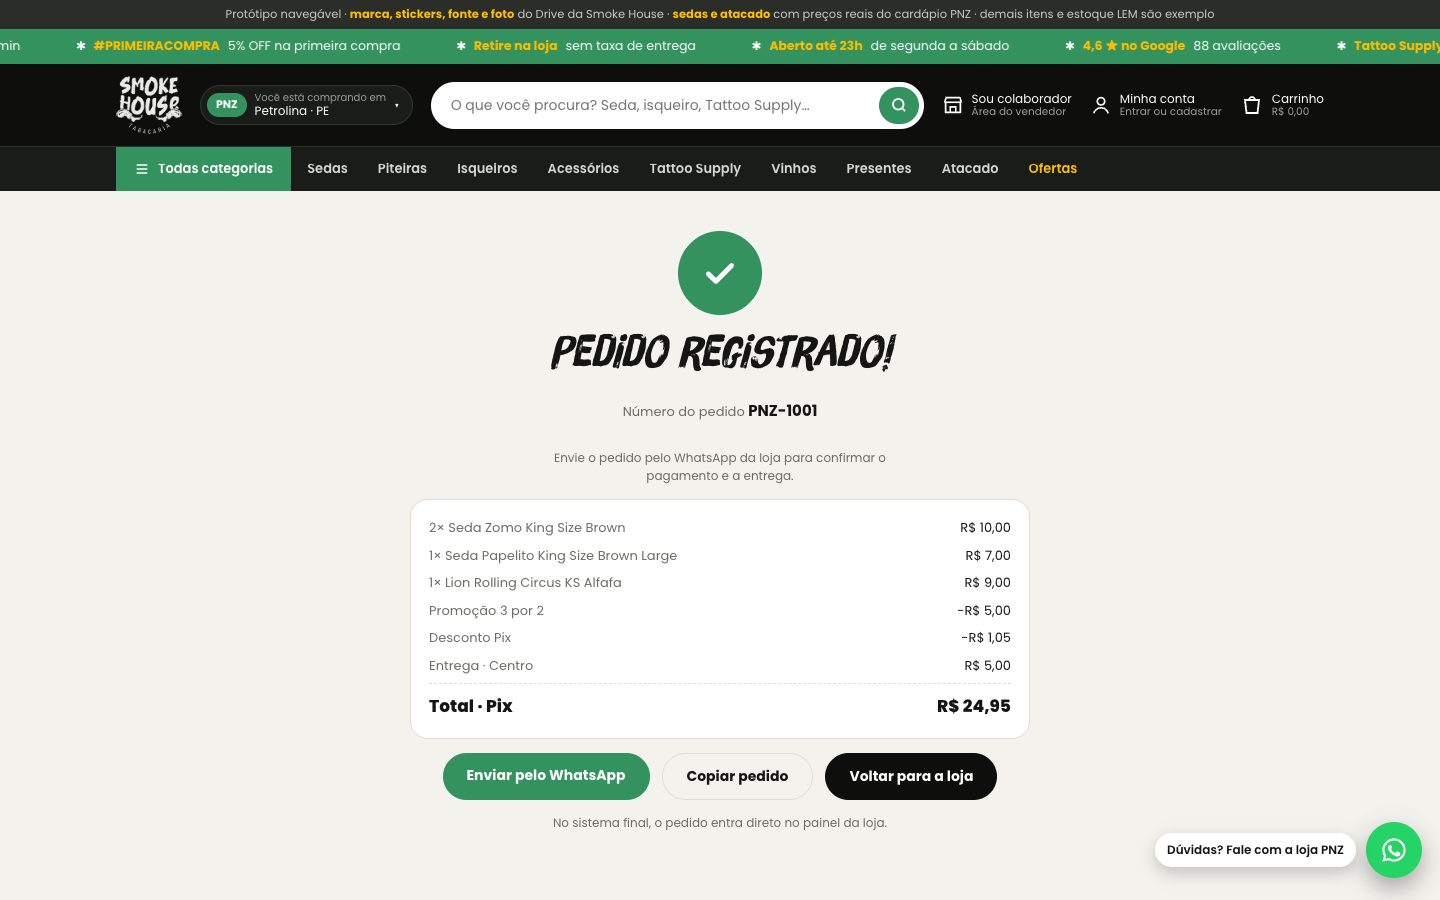 Protótipo navegável · marca, stickers, fonte e foto do Drive da Smoke House · sedas e atacado com preços reais do cardápio PNZ · demais itens e estoque LEM são exemplo
min ✱ #PRIMEIRACOMPRA 5% OFF na primeira compra ✱ Retire na loja sem taxa de entrega ✱ Aberto até 23h de segunda a sábado ✱ 4,6 ★ no Google 88 avaliações ✱ Tattoo Supply
SMOKE
HOUSE
TABACARIA
PNZ
Você está comprando em
Petrolina · PE
O que você procura? Seda, isqueiro, Tattoo Supply…
Sou colaborador
Área do vendedor
Minha conta
Entrar ou cadastrar
Carrinho
R$ 0,00
Todas categorias Sedas Piteiras Isqueiros Acessórios Tattoo Supply Vinhos Presentes Atacado Ofertas
PEDIDO REGISTRADO!
Número do pedido PNZ-1001
Envie o pedido pelo WhatsApp da loja para confirmar o
pagamento e a entrega.
2× Seda Zomo King Size Brown R$ 10,00
1× Seda Papelito King Size Brown Large R$ 7,00
1× Lion Rolling Circus KS Alfafa R$ 9,00
Promoção 3 por 2 -R$ 5,00
Desconto Pix -R$ 1,05
Entrega · Centro R$ 5,00
Total · Pix R$ 24,95
Enviar pelo WhatsApp Copiar pedido Voltar para a loja
No sistema final, o pedido entra direto no painel da loja.
Dúvidas? Fale com a loja PNZ